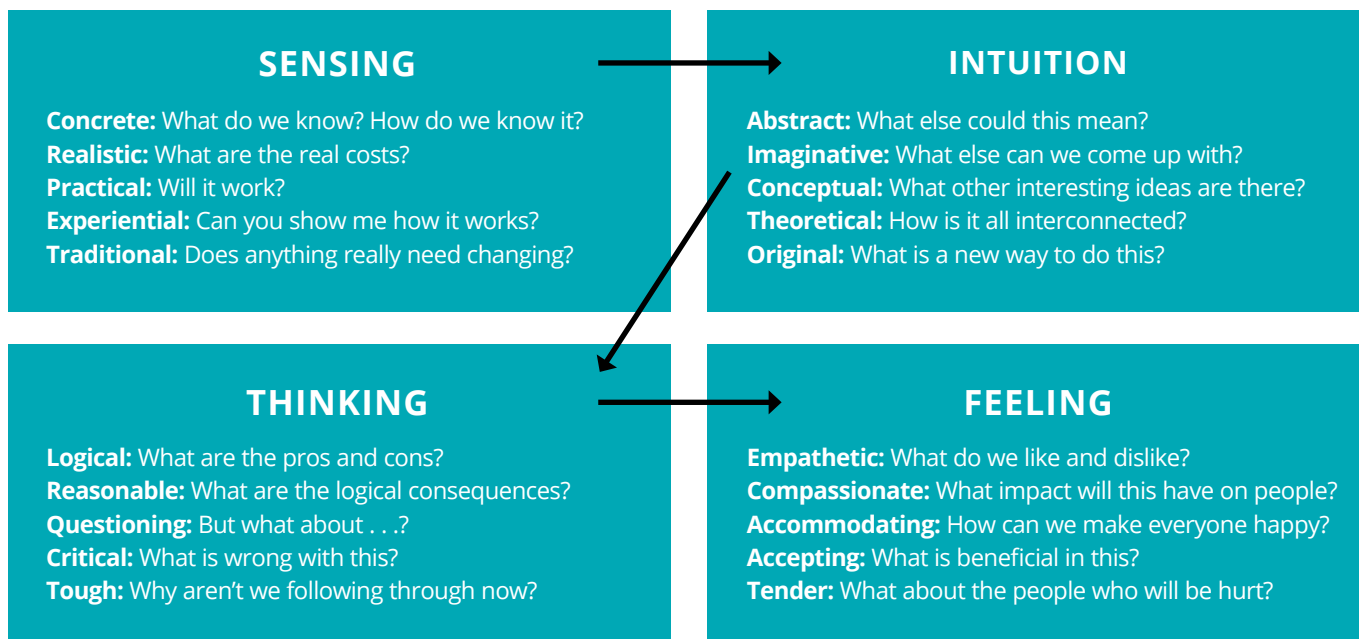 SENSING
Concrete: What do we know? How do we know it?
Realistic: What are the real costs?
Practical: Will it work?
Experiential: Can you show me how it works?
Traditional: Does anything really need changing?
INTUITION
Abstract: What else could this mean?
Imaginative: What else can we come up with?
Conceptual: What other interesting ideas are there?
Theoretical: How is it all interconnected?
Original: What is a new way to do this?
THINKING
Logical: What are the pros and cons?
Reasonable: What are the logical consequences?
Questioning: But what about . . .?
Critical: What is wrong with this?
Tough: Why aren’t we following through now?
FEELING
Empathetic: What do we like and dislike?
Compassionate: What impact will this have on people?
Accommodating: How can we make everyone happy?
Accepting: What is beneficial in this?
Tender: What about the people who will be hurt?